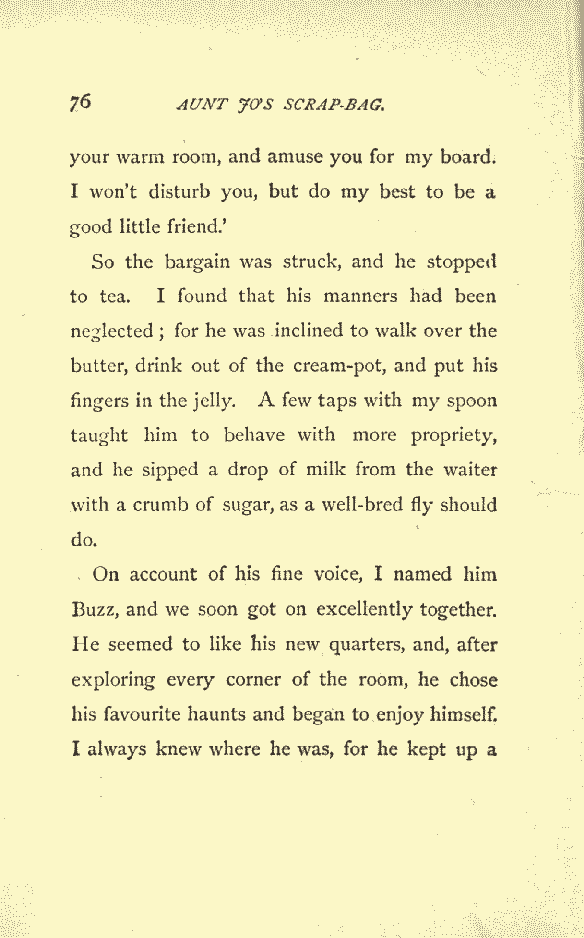 76 AUNT JO'S SCRAP-BAG.
your warm room, and amuse you for my board.
I won't disturb you, but do my best to be a
good little friend.'
So the bargain was struck, and he stopped
to tea. I found that his manners had been
neglected ; for he was inclined to walk over the
butter, drink out of the cream-pot, and put his
fingers in the jelly. A few taps with my spoon
taught him to behave with more propriety,
and he sipped a drop of milk from the waiter
with a crumb of sugar, as a well-bred fly should
do.
On account of his fine voice, I named him
Buzz, and we soon got on excellently together.
He seemed to like his new quarters, and, after
exploring every corner of the room, he chose
his favourite haunts and began to enjoy himself.
I always knew where he was, for he kept up a